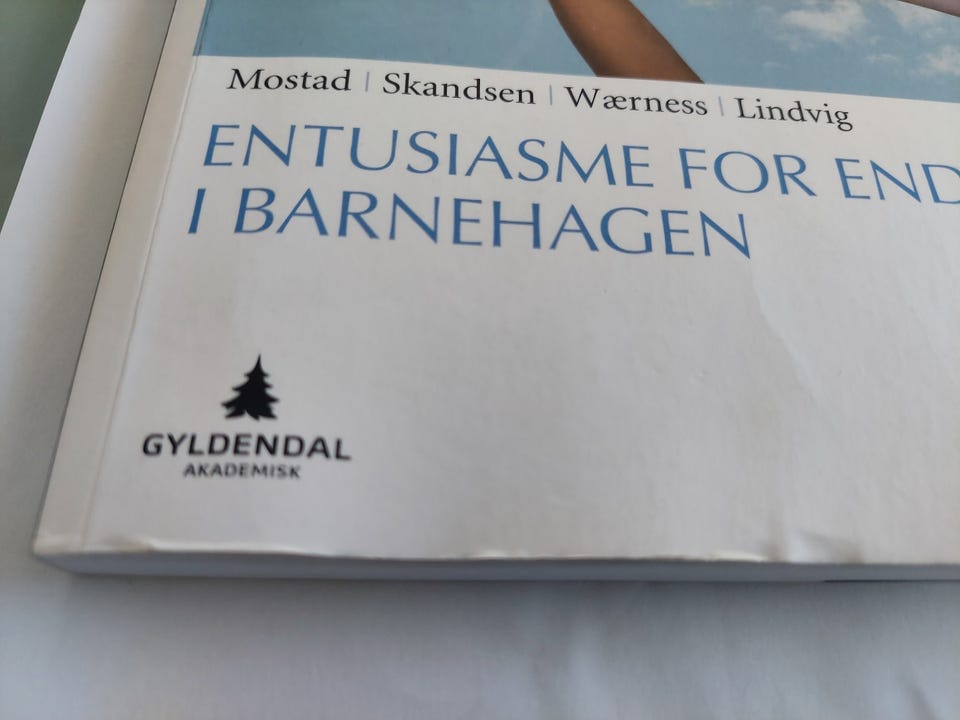 Mostad | Skandsen | Wærness | Lindvig
ENTUSIASME FOR END
I BARNEHAGEN
GYLDENDAL
AKADEMISK